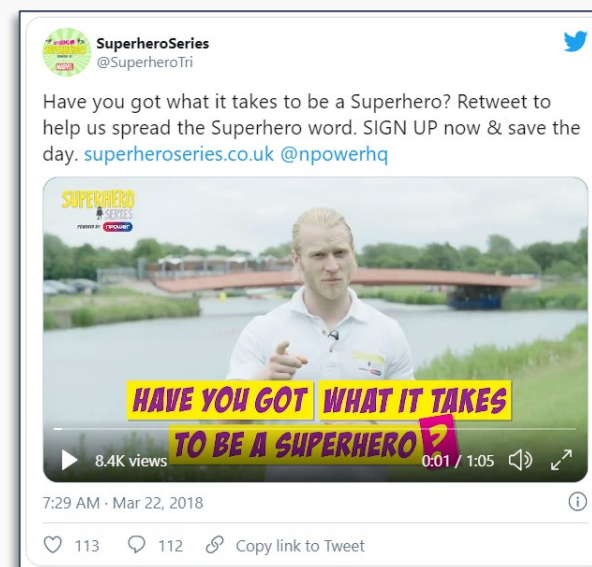 SuperheroSeries
@SuperheroTri
Have you got what it takes to be a Superhero? Retweet to
help us spread the Superhero word. SIGN UP now & save the
day. superheroseries.co.uk @npowerhq
SUPERHERO
SERIES
POWERED BY npower
HAVE YOU GOT WHAT IT TAKES
TO BE A SUPERHERO?
8.4K views
0:01 / 1:05
7:29 AM · Mar 22, 2018
113 112 Copy link to Tweet